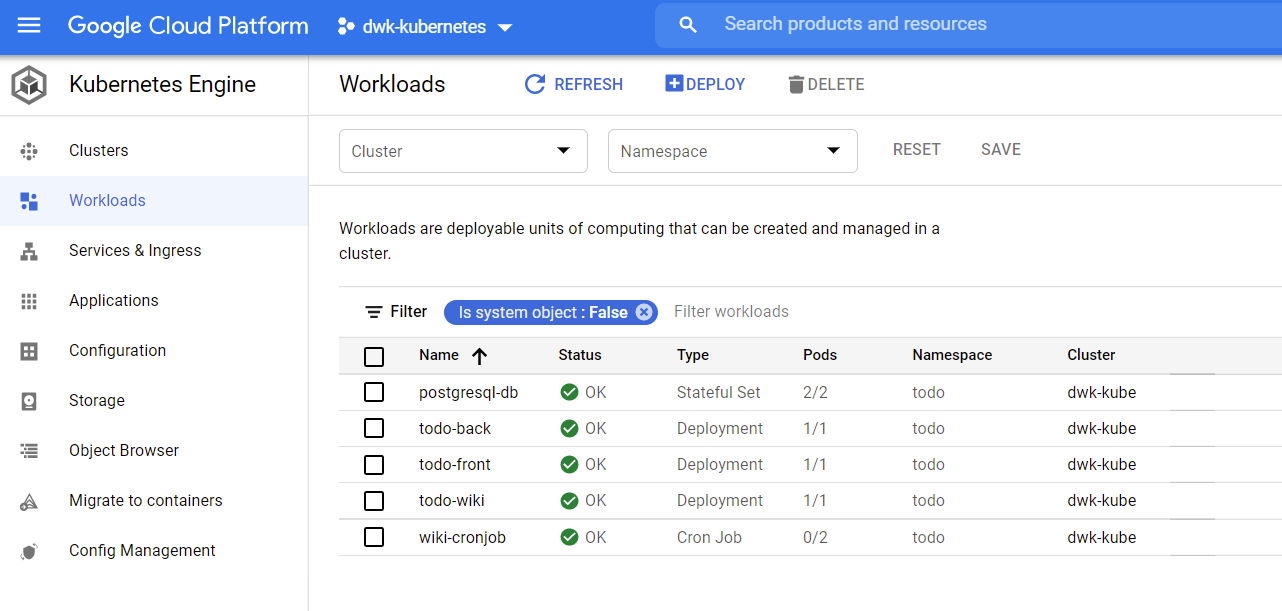 Google Cloud Platform dwk-kubernetes Search products and resources
Kubernetes Engine
Workloads REFRESH DEPLOY DELETE
Clusters
Workloads
Services & Ingress
Applications
Configuration
Storage
Object Browser
Migrate to containers
Config Management
Cluster Namespace RESET SAVE
Workloads are deployable units of computing that can be created and managed in a
cluster.
Filter Is system object : False Filter workloads
Name Status Type Pods Namespace Cluster
postgresql-db OK Stateful Set 2/2 todo dwk-kube
todo-back OK Deployment 1/1 todo dwk-kube
todo-front OK Deployment 1/1 todo dwk-kube
todo-wiki OK Deployment 1/1 todo dwk-kube
wiki-cronjob OK Cron Job 0/2 todo dwk-kube